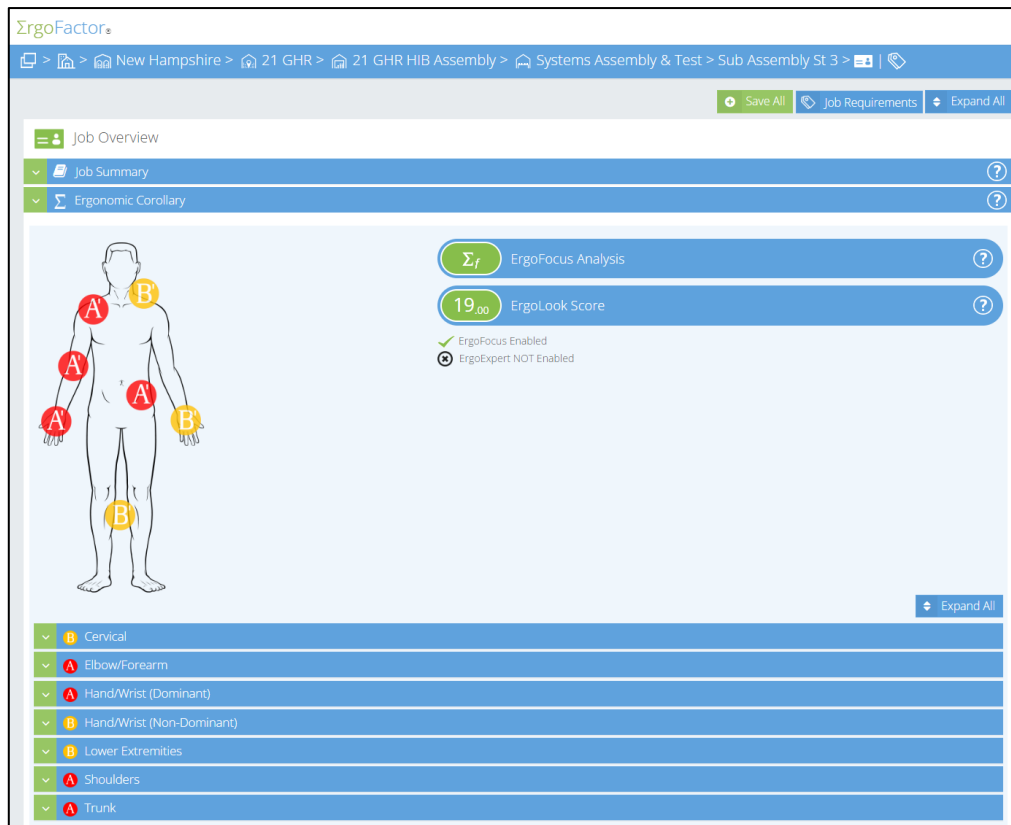 ΣrgoFactor®
> > New Hampshire > 21 GHR > 21 GHR HIB Assembly > Systems Assembly & Test > Sub Assembly St 3 > |
Save All Job Requirements Expand All
Job Overview
Job Summary ?
Σ Ergonomic Corollary ?
Σf ErgoFocus Analysis ?
19.00 ErgoLook Score ?
ErgoFocus Enabled
ErgoExpert NOT Enabled
A' B'
A'
A'
A' B'
B'
Expand All
B Cervical
A Elbow/Forearm
A Hand/Wrist (Dominant)
B Hand/Wrist (Non-Dominant)
B Lower Extremities
A Shoulders
A Trunk